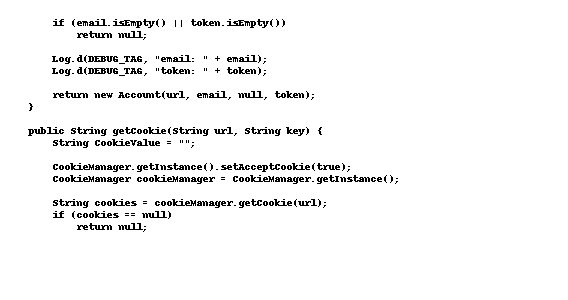 if (email.isEmpty() || token.isEmpty())
return null;
Log.d(DEBUG_TAG, "email: " + email);
Log.d(DEBUG_TAG, "token: " + token);
return new Account(url, email, null, token);
}
public String getCookie(String url, String key) {
String CookieValue = "";
CookieManager.getInstance().setAcceptCookie(true);
CookieManager cookieManager = CookieManager.getInstance();
String cookies = cookieManager.getCookie(url);
if (cookies == null)
return null;